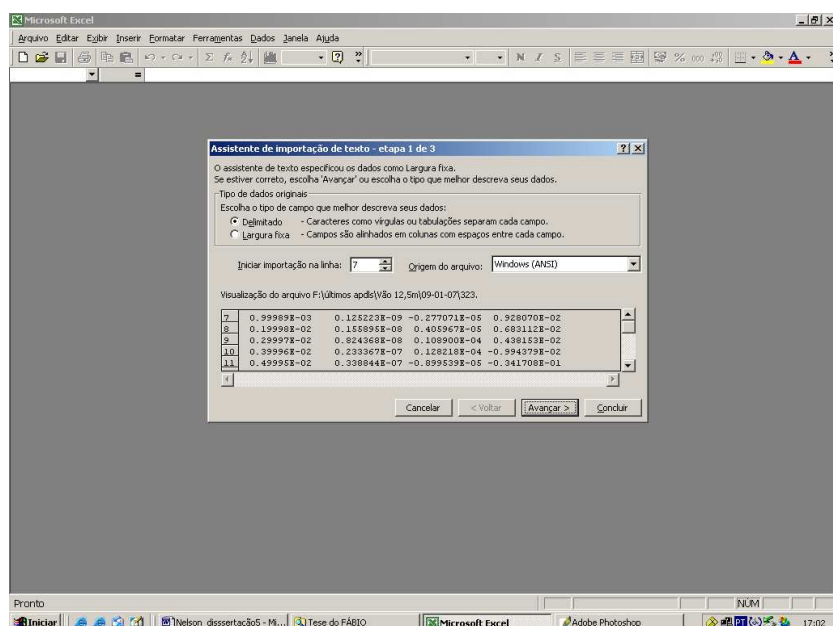 Microsoft Excel
Arquivo Editar Exibir Inserir Formatar Ferramentas Dados Janela Ajuda
N I S % 000
=
Assistente de importação de texto - etapa 1 de 3
O assistente de texto especificou os dados como Largura fixa.
Se estiver correto, escolha 'Avançar' ou escolha o tipo que melhor descreva seus dados.
Tipo de dados originais
Escolha o tipo de campo que melhor descreva seus dados:
Delimitado - Caracteres como vírgulas ou tabulações separam cada campo.
Largura fixa - Campos são alinhados em colunas com espaços entre cada campo.
Iniciar importação na linha: 7 Origem do arquivo: Windows (ANSI)
Visualização do arquivo F:\últimos apdls\Vão 12,5m\09-01-07\323.
7 0.99989E-03 0.125223E-09 -0.277071E-05 0.928070E-02
8 0.19998E-02 0.155895E-08 0.405967E-05 0.683112E-02
9 0.29997E-02 0.824368E-08 0.108900E-04 0.438153E-02
10 0.39996E-02 0.233367E-07 0.128218E-04 -0.994379E-02
11 0.49995E-02 0.338844E-07 -0.899539E-05 -0.341708E-01
Cancelar < Voltar Avançar > Concluir
Pronto NÚM
Iniciar Nelson_disssertação5 - Mi... Tese do FÁBIO Microsoft Excel Adobe Photoshop PT 17:02